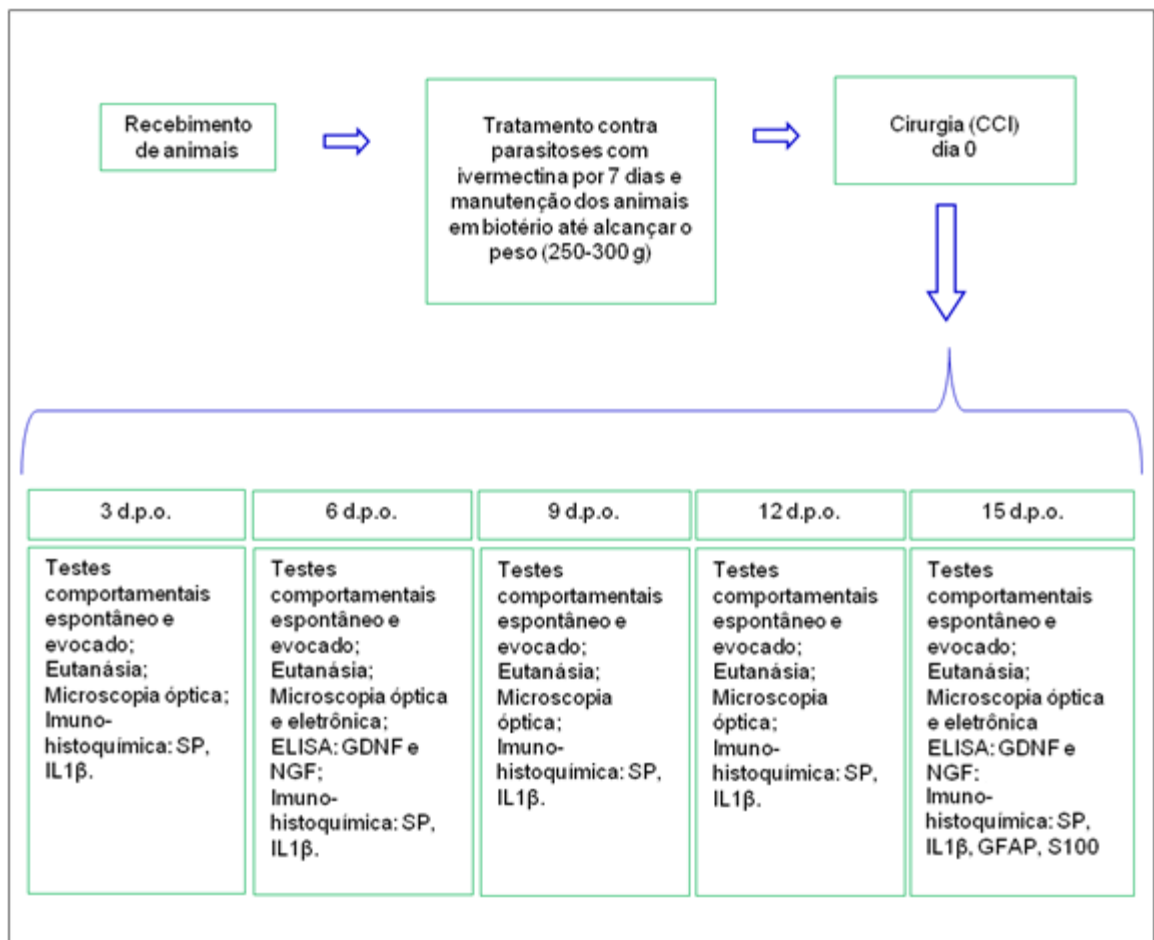 Recebimento
de animais
Tratamento contra
parasitoses com
ivermectina por 7 dias e
manutenção dos animais
em biotério até alcançar o
peso (250-300 g)
Cirurgia (CCI)
dia 0
3 d.p.o.
Testes
comportamentais
espontâneo e
evocado;
Eutanásia;
Microscopia óptica;
Imuno-
histoquímica: SP,
IL1β.
6 d.p.o.
Testes
comportamentais
espontâneo e
evocado;
Eutanásia;
Microscopia óptica
e eletrônica;
ELISA: GDNF e
NGF;
Imuno-
histoquímica: SP,
IL1β.
9 d.p.o.
Testes
comportamentais
espontâneo e
evocado;
Eutanásia;
Microscopia
óptica;
Imuno-
histoquímica: SP,
IL1β.
12 d.p.o.
Testes
comportamentais
espontâneo e
evocado;
Eutanásia;
Microscopia
óptica;
Imuno-
histoquímica: SP,
IL1β.
15 d.p.o.
Testes
comportamentais
espontâneo e
evocado;
Eutanásia;
Microscopia óptica
e eletrônica
ELISA: GDNF e
NGF:
Imuno-
histoquímica: SP,
IL1β, GFAP, S100